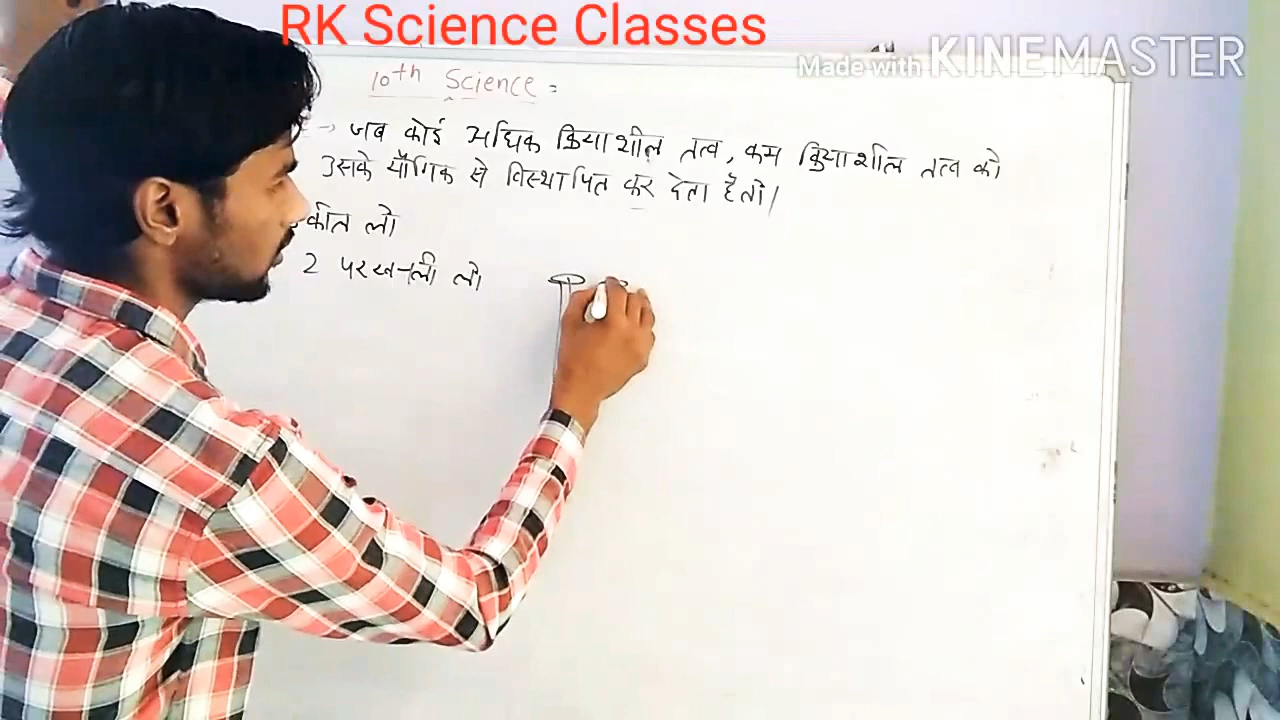 RK Science Classes
Made with KINEMASTER
10th Science =
→ जब कोई अधिक क्रियाशील तत्व, कम क्रियाशील तत्व को
उसके यौगिक से विस्थापित कर देता है तो।
लो
2 परखनली लो